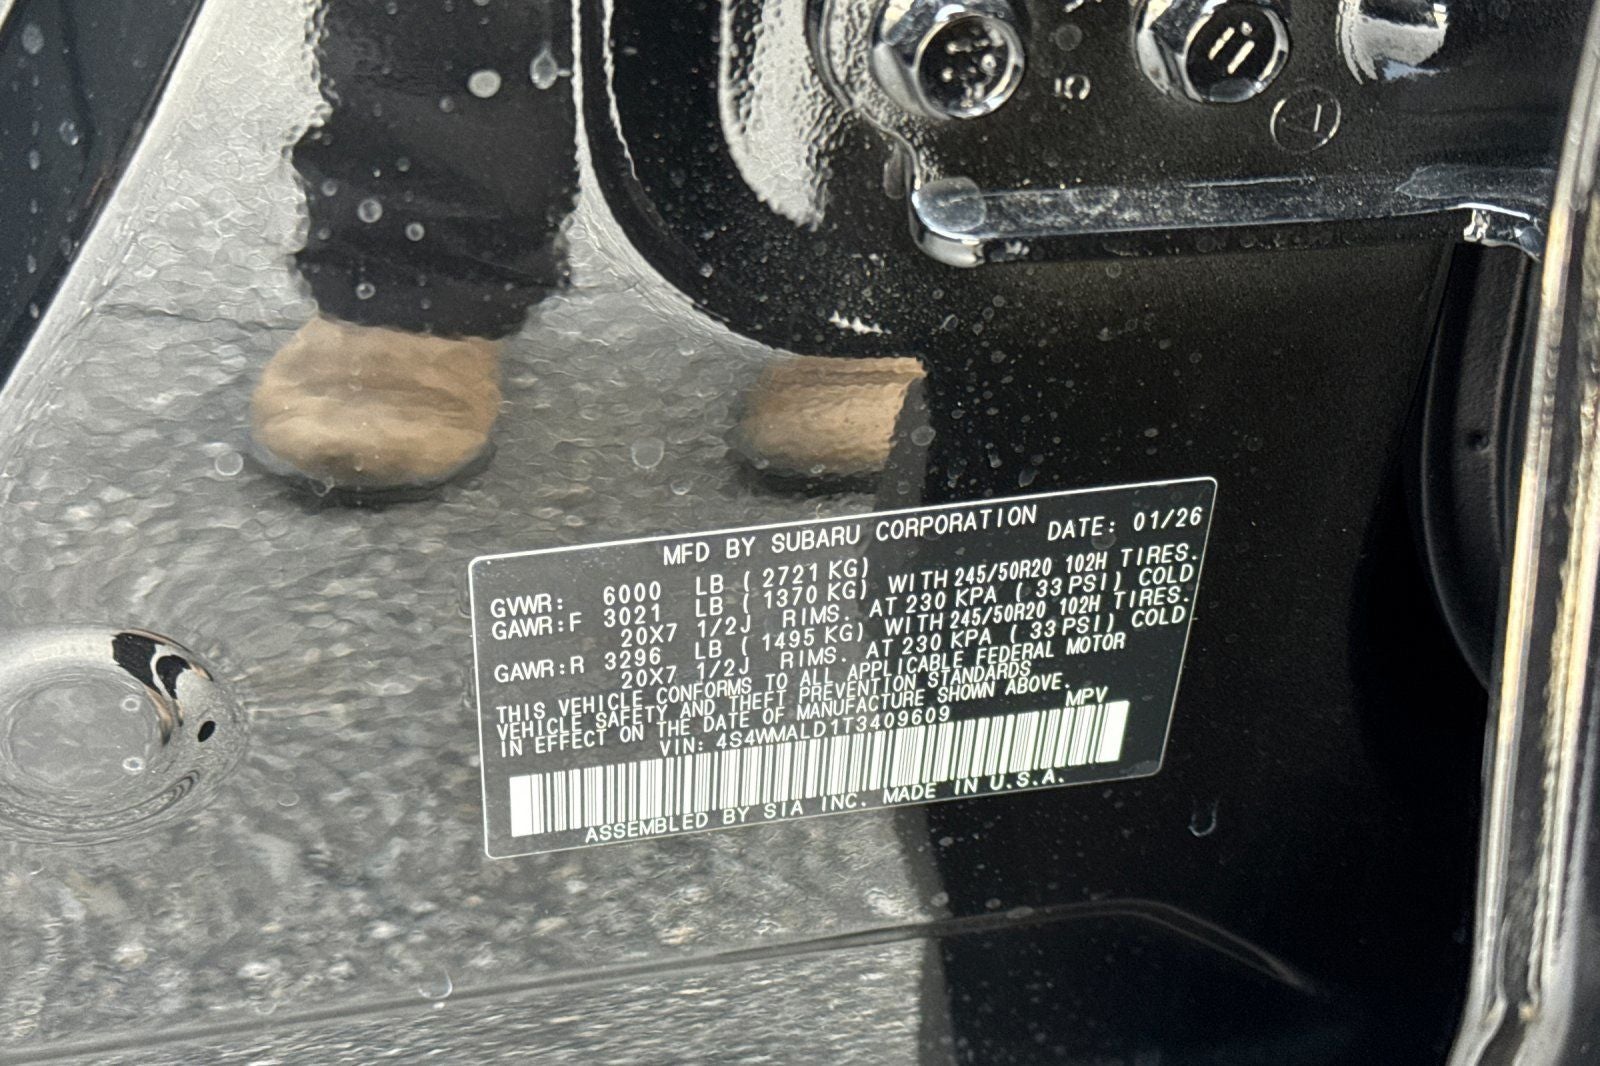 MFD BY SUBARU CORPORATION DATE: 01/26
GVWR: 6000 LB ( 2721 KG)
GAWR:F 3021 LB ( 1370 KG) WITH 245/50R20 102H TIRES.
20X7 1/2J RIMS. AT 230 KPA ( 33 PSI) COLD
GAWR:R 3296 LB ( 1495 KG) WITH 245/50R20 102H TIRES.
20X7 1/2J RIMS. AT 230 KPA ( 33 PSI) COLD
THIS VEHICLE CONFORMS TO ALL APPLICABLE FEDERAL MOTOR
VEHICLE SAFETY AND THEFT PREVENTION STANDARDS
IN EFFECT ON THE DATE OF MANUFACTURE SHOWN ABOVE.
VIN: 4S4WMALD1T3409609 MPV
ASSEMBLED BY SIA INC. MADE IN U.S.A.